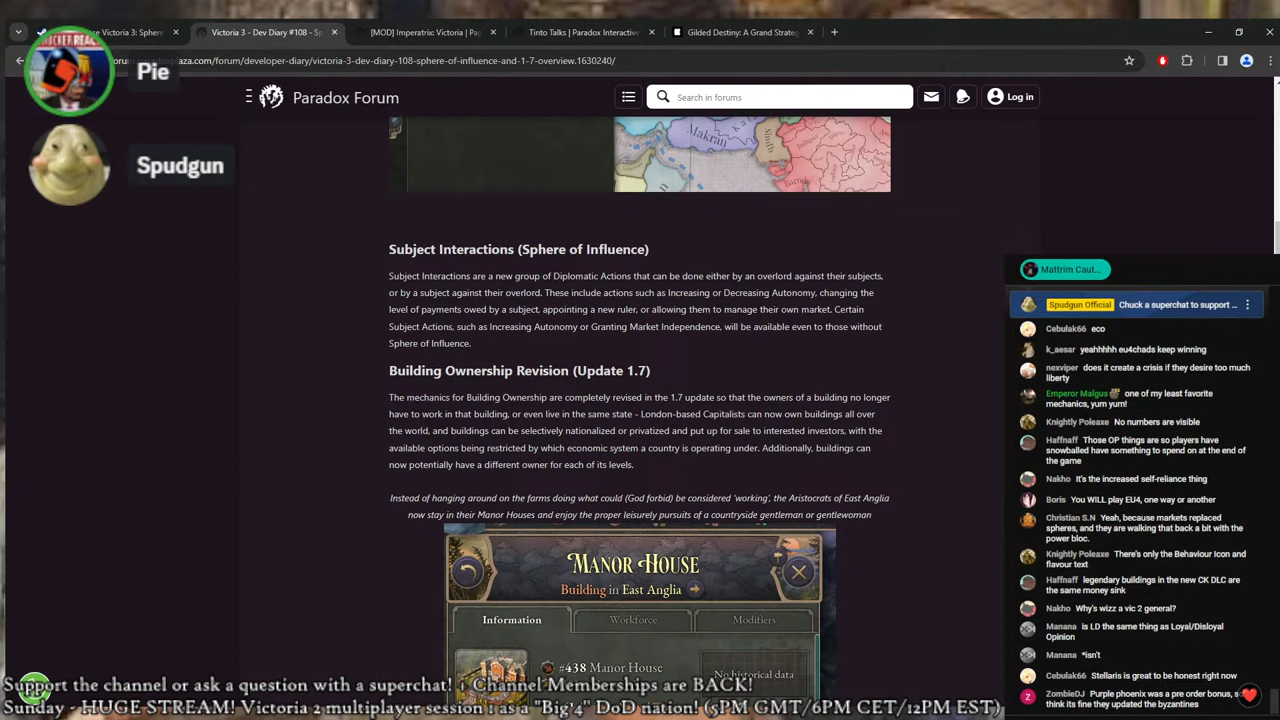 Victoria 3: Sphere
Victoria 3 - Dev Diary #108 - Sp
[MOD] Imperatrix: Victoria | Pag
Tinto Talks | Paradox Interactive
Gilded Destiny: A Grand Strateg
plaza.com/forum/developer-diary/victoria-3-dev-diary-108-sphere-of-influence-and-1-7-overview.1630240/
Pie
Spudgun
Paradox Forum
Search in forums
Log in
Makran
Subject Interactions (Sphere of Influence)
Subject Interactions are a new group of Diplomatic Actions that can be done either by an overlord against their subjects,
or by a subject against their overlord. These include actions such as Increasing or Decreasing Autonomy, changing the
level of payments owed by a subject, appointing a new ruler, or allowing them to manage their own market. Certain
Subject Actions, such as Increasing Autonomy or Granting Market Independence, will be available even to those without
Sphere of Influence.
Building Ownership Revision (Update 1.7)
The mechanics for Building Ownership are completely revised in the 1.7 update so that the owners of a building no longer
have to work in that building, or even live in the same state - London-based Capitalists can now own buildings all over
the world, and buildings can be selectively nationalized or privatized and put up for sale to interested investors, with the
available options being restricted by which economic system a country is operating under. Additionally, buildings can
now potentially have a different owner for each of its levels.
Instead of hanging around on the farms doing what could (God forbid) be considered 'working', the Aristocrats of East Anglia
now stay in their Manor Houses and enjoy the proper leisurely pursuits of a countryside gentleman or gentlewoman
MANOR HOUSE
Building in East Anglia
Information
Workforce
Modifiers
#438 Manor House
No historical data
Mattrim Caut...
Spudgun Official Chuck a superchat to support ...
Cebulak66 eco
k_aesar yeahhhhh eu4chads keep winning
nexviper does it create a crisis if they desire too much
liberty
Emperor Malgus one of my least favorite
mechanics, yum yum!
Knightly Poleaxe No numbers are visible
Haffnaff Those OP things are so players have
snowballed have something to spend on at the end of
the game
Nakho It's the increased self-reliance thing
Boris You WILL play EU4, one way or another
Christian S.N Yeah, because markets replaced
spheres, and they are walking that back a bit with the
power bloc.
Knightly Poleaxe There's only the Behaviour Icon and
flavour text
Haffnaff legendary buildings in the new CK DLC are
the same money sink
Nakho Why's wizz a vic 2 general?
Manana is LD the same thing as Loyal/Disloyal
Opinion
Manana *isn't
Cebulak66 Stellaris is great to be honest right now
ZombieDJ Purple phoenix was a pre order bonus, so
think its fine they updated the byzantines
Support the channel or ask a question with a superchat! + Channel Memberships are BACK!
Sunday - HUGE STREAM! Victoria 2 multiplayer session 1 as a "Big 4" DoD nation! (5PM GMT/6PM CET/12PM EST)